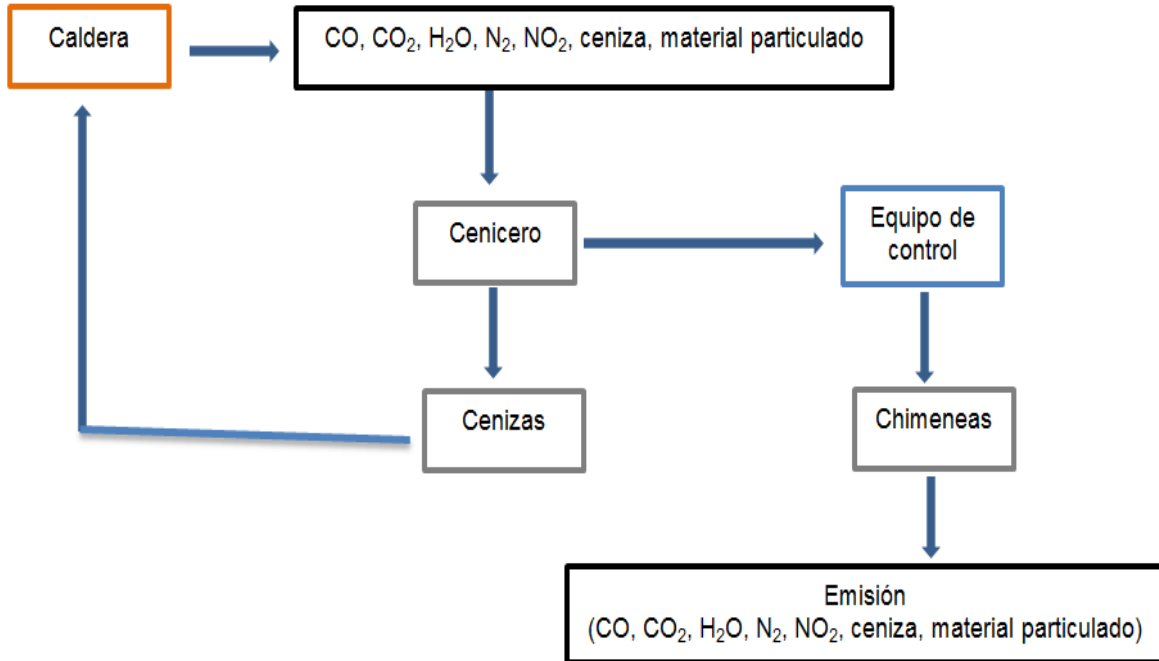 Caldera
CO, CO₂, H₂O, N₂, NO₂, ceniza, material particulado
Cenicero
Equipo de
control
Cenizas
Chimeneas
Emisión
(CO, CO₂, H₂O, N₂, NO₂, ceniza, material particulado)